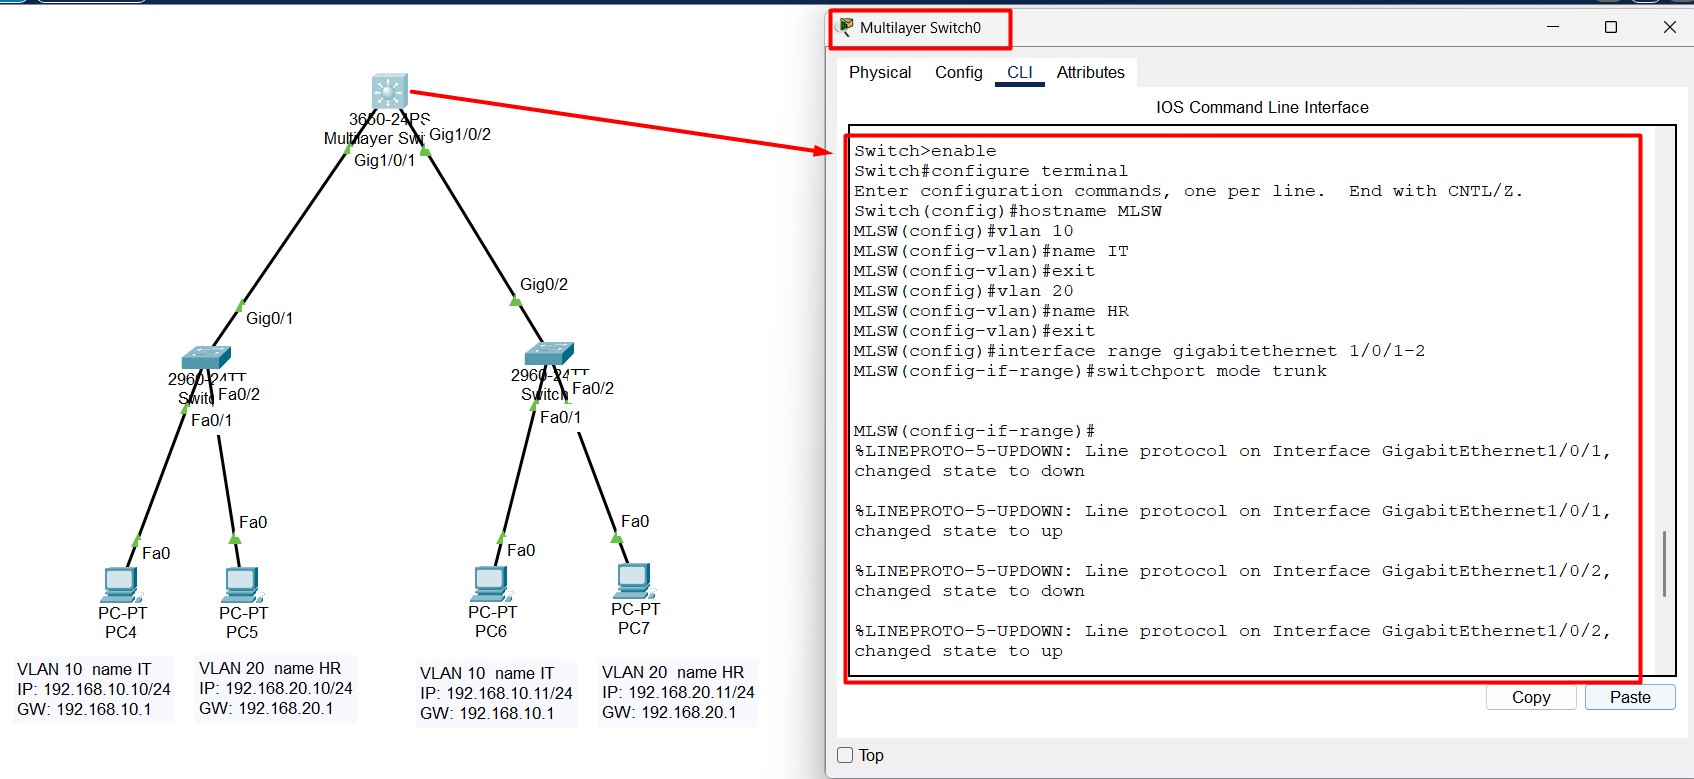 3650-24PS
Multilayer Swi
Gig1/0/2
Gig1/0/1
Gig0/2
Gig0/1
2960-24TT
Fa0/2
Fa0/1
2960-24TT
Switch
Fa0/2
Fa0/1
Fa0
Fa0
Fa0
Fa0
PC-PT
PC4
PC-PT
PC5
PC-PT
PC6
PC-PT
PC7
VLAN 10  name IT
IP: 192.168.10.10/24
GW: 192.168.10.1
VLAN 20  name HR
IP: 192.168.20.10/24
GW: 192.168.20.1
VLAN 10  name IT
IP: 192.168.10.11/24
GW: 192.168.10.1
VLAN 20  name HR
IP: 192.168.20.11/24
GW: 192.168.20.1
Multilayer Switch0
Physical Config CLI Attributes
IOS Command Line Interface
Switch>enable
Switch#configure terminal
Enter configuration commands, one per line.  End with CNTL/Z.
Switch(config)#hostname MLSW
MLSW(config)#vlan 10
MLSW(config-vlan)#name IT
MLSW(config-vlan)#exit
MLSW(config)#vlan 20
MLSW(config-vlan)#name HR
MLSW(config-vlan)#exit
MLSW(config)#interface range gigabitethernet 1/0/1-2
MLSW(config-if-range)#switchport mode trunk
MLSW(config-if-range)#
%LINEPROTO-5-UPDOWN: Line protocol on Interface GigabitEthernet1/0/1,
changed state to down
%LINEPROTO-5-UPDOWN: Line protocol on Interface GigabitEthernet1/0/1,
changed state to up
%LINEPROTO-5-UPDOWN: Line protocol on Interface GigabitEthernet1/0/2,
changed state to down
%LINEPROTO-5-UPDOWN: Line protocol on Interface GigabitEthernet1/0/2,
changed state to up
Copy Paste
Top